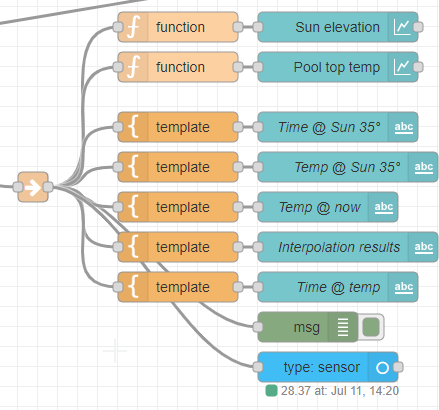 function Sun elevation
function Pool top temp
template Time @ Sun 35° abc
template Temp @ Sun 35° abc
template Temp @ now abc
template Interpolation results abc
template Time @ temp abc
msg
type: sensor
28.37 at: Jul 11, 14:20